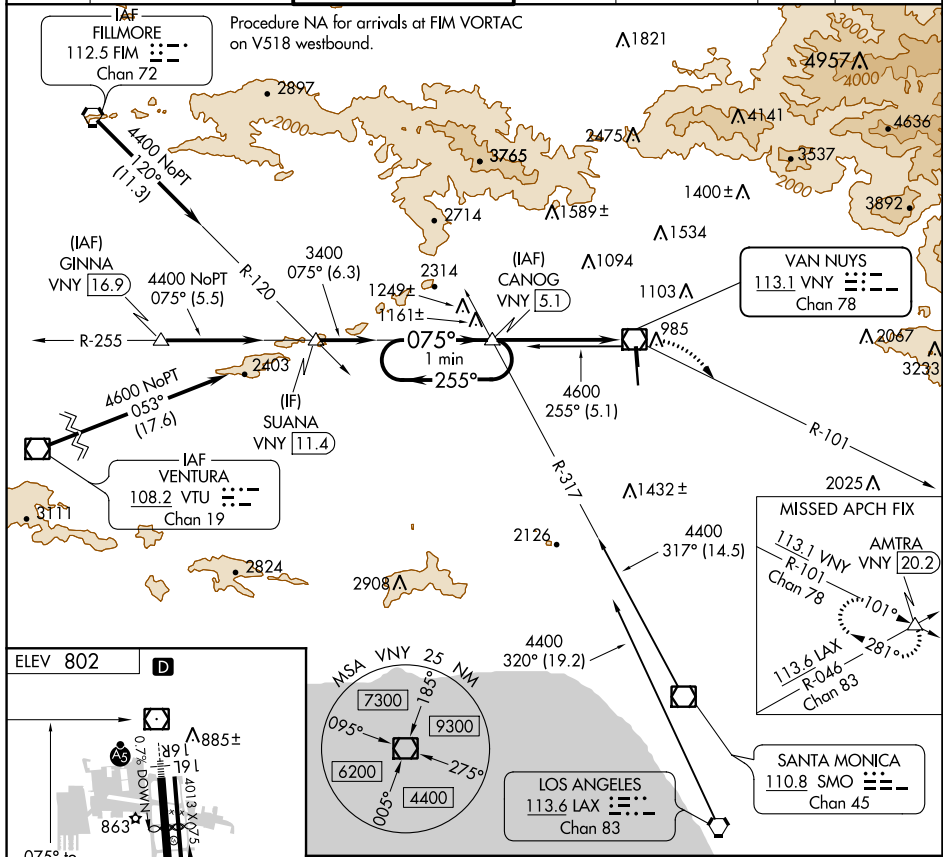 IAF
FILLMORE
112.5 FIM
Chan 72
Procedure NA for arrivals at FIM VORTAC
on V518 westbound.
1821
4957
4000
3000
2897
2000
4141
4636
2475
3765
3537
2000
4400 NoPT
120°
(11.3)
1400 ±
3892
2714
1589 ±
1534
(IAF)
GINNA
VNY 16.9
4400 NoPT
075° (5.5)
R-120
3400
075° (6.3)
2314
1249±
1161±
(IAF)
CANOG
VNY 5.1
1094
1103
VAN NUYS
113.1 VNY
Chan 78
R-255
075°
1 min
255°
985
2067
3233
4600
255° (5.1)
2403
4600 NoPT
053°
(17.6)
(IF)
SUANA
VNY 11.4
R-101
IAF
VENTURA
108.2 VTU
Chan 19
R-317
3111
1432 ±
2025
2126
4400
317° (14.5)
MISSED APCH FIX
AMTRA
VNY 20.2
113.1 VNY
R-101
Chan 78
101°
281°
113.6 LAX
R-046
Chan 83
2824
2908
4400
320° (19.2)
ELEV 802
D
MSA VNY 25 NM
7300
185°
095°
9300
6200
275°
005°
4400
A5
0.7% DOWN
16R
16L
885±
4013 X 75
863
075° to
LOS ANGELES
113.6 LAX
Chan 83
SANTA MONICA
110.8 SMO
Chan 45